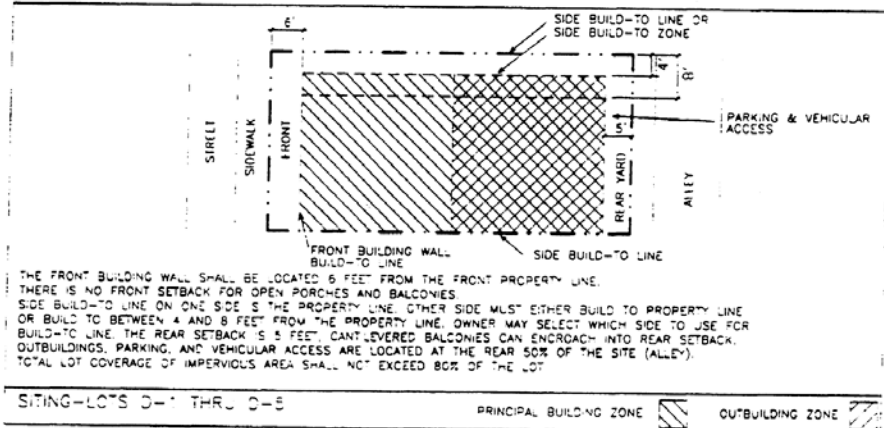 6'
SIDE BUILD-TO LINE OR
SIDE BUILD-TO ZONE
4'
8'
PARKING & VEHICULAR
ACCESS
5'
STREET
SIDEWALK
FRONT
REAR YARD
ALLEY
FRONT BUILDING WALL
BUILD-TO LINE
SIDE BUILD-TO LINE
THE FRONT BUILDING WALL SHALL BE LOCATED 6 FEET FROM THE FRONT PROPERTY LINE.
THERE IS NO FRONT SETBACK FOR OPEN PORCHES AND BALCONIES.
SIDE BUILD-TO LINE ON ONE SIDE IS THE PROPERTY LINE. OTHER SIDE MUST EITHER BUILD TO PROPERTY LINE
OR BUILD TO BETWEEN 4 AND 8 FEET FROM THE PROPERTY LINE. OWNER MAY SELECT WHICH SIDE TO USE FOR
BUILD-TO LINE. THE REAR SETBACK IS 5 FEET. CANTILEVERED BALCONIES CAN ENCROACH INTO REAR SETBACK.
OUTBUILDINGS, PARKING, AND VEHICULAR ACCESS ARE LOCATED AT THE REAR 50% OF THE SITE (ALLEY).
TOTAL LOT COVERAGE OF IMPERVIOUS AREA SHALL NOT EXCEED 80% OF THE LOT
SITING-LOTS D-1 THRU D-5
PRINCIPAL BUILDING ZONE
OUTBUILDING ZONE